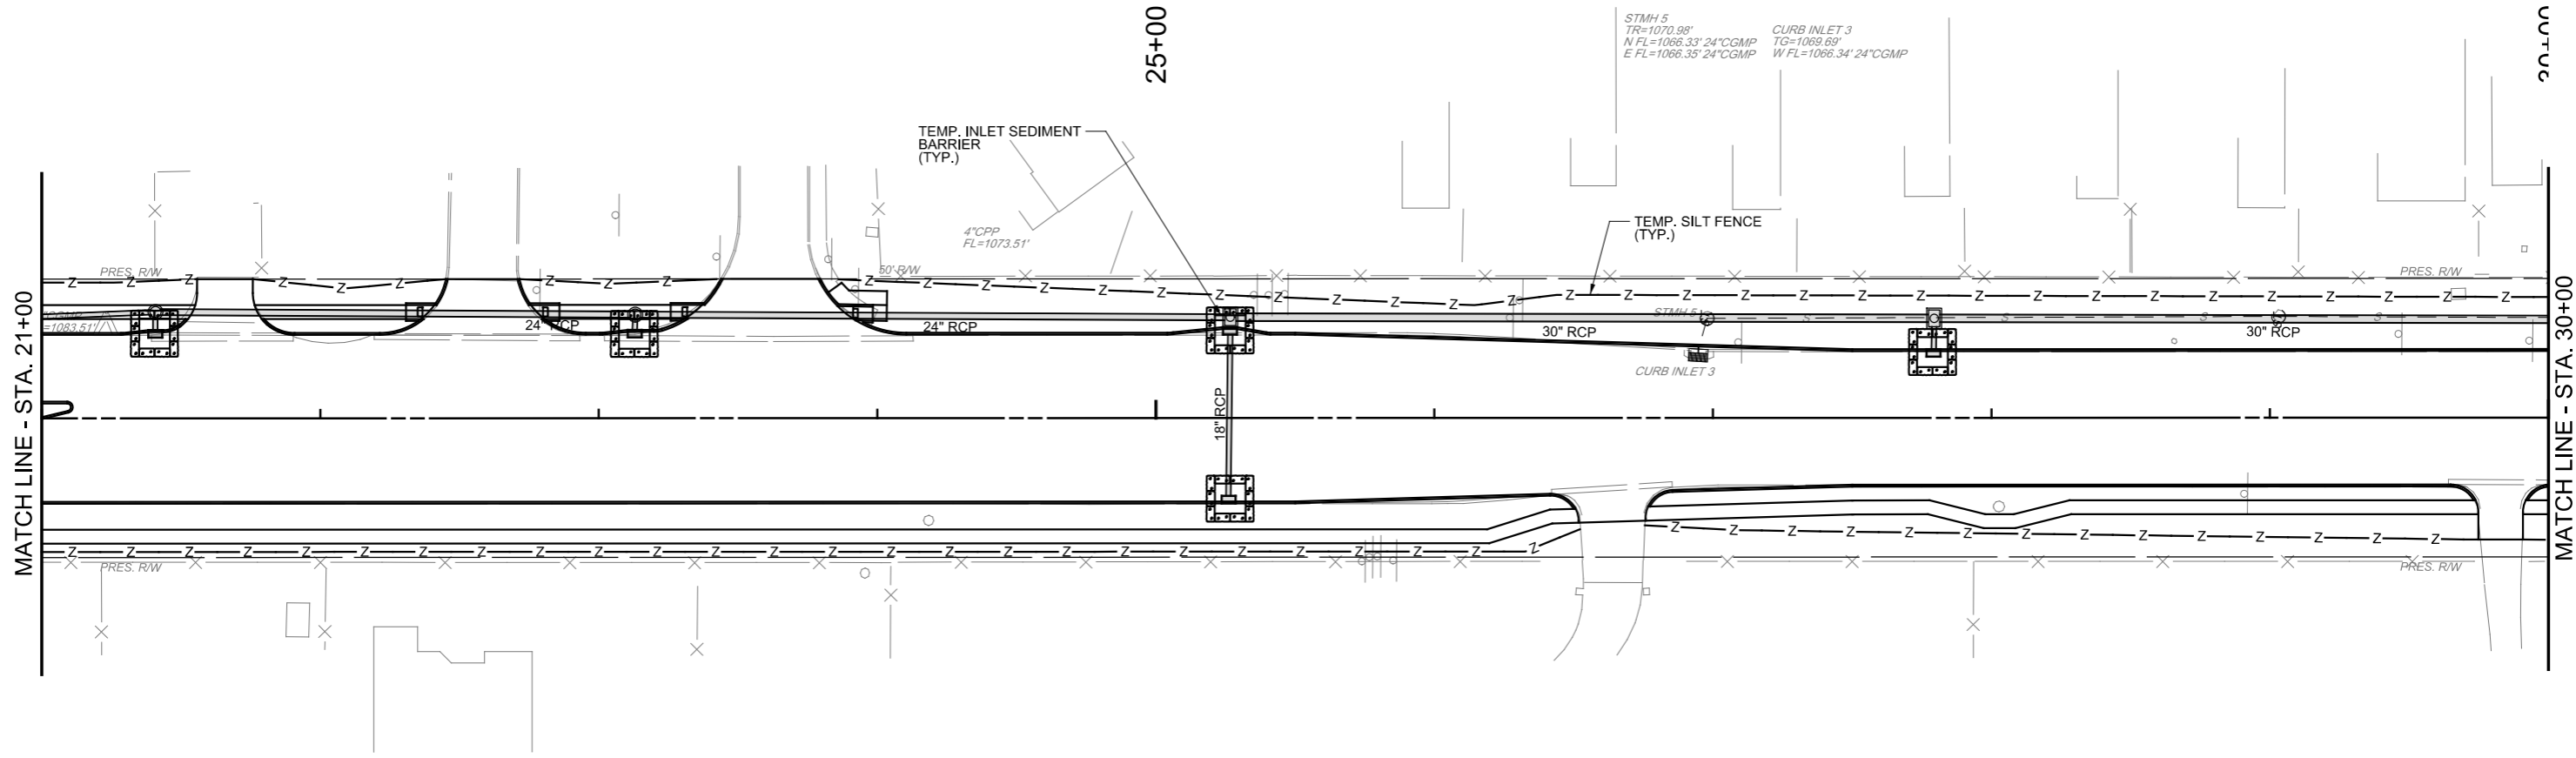 25+00
STMH 5
TR=1070.98'
N FL=1066.33' 24"CGMP
E FL=1066.35' 24"CGMP
CURB INLET 3
TG=1069.69'
W FL=1066.34' 24"CGMP
TEMP. INLET SEDIMENT
BARRIER
(TYP.)
TEMP. SILT FENCE
(TYP.)
4"CPP
FL=1073.51'
PRES. R/W
50' R/W
PRES. R/W
=1083.51'
24" RCP
24" RCP
30" RCP
STMH 5
30" RCP
CURB INLET 3
18" RCP
MATCH LINE - STA. 21+00
MATCH LINE - STA. 30+00
PRES. R/W
PRES. R/W